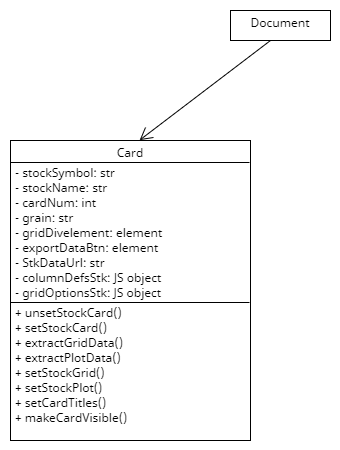 Document
Card
- stockSymbol: str
- stockName: str
- cardNum: int
- grain: str
- gridDivelement: element
- exportDataBtn: element
- StkDataUrl: str
- columnDefsStk: JS object
- gridOptionsStk: JS object
+ unsetStockCard()
+ setStockCard()
+ extractGridData()
+ extractPlotData()
+ setStockGrid()
+ setStockPlot()
+ setCardTitles()
+ makeCardVisible()